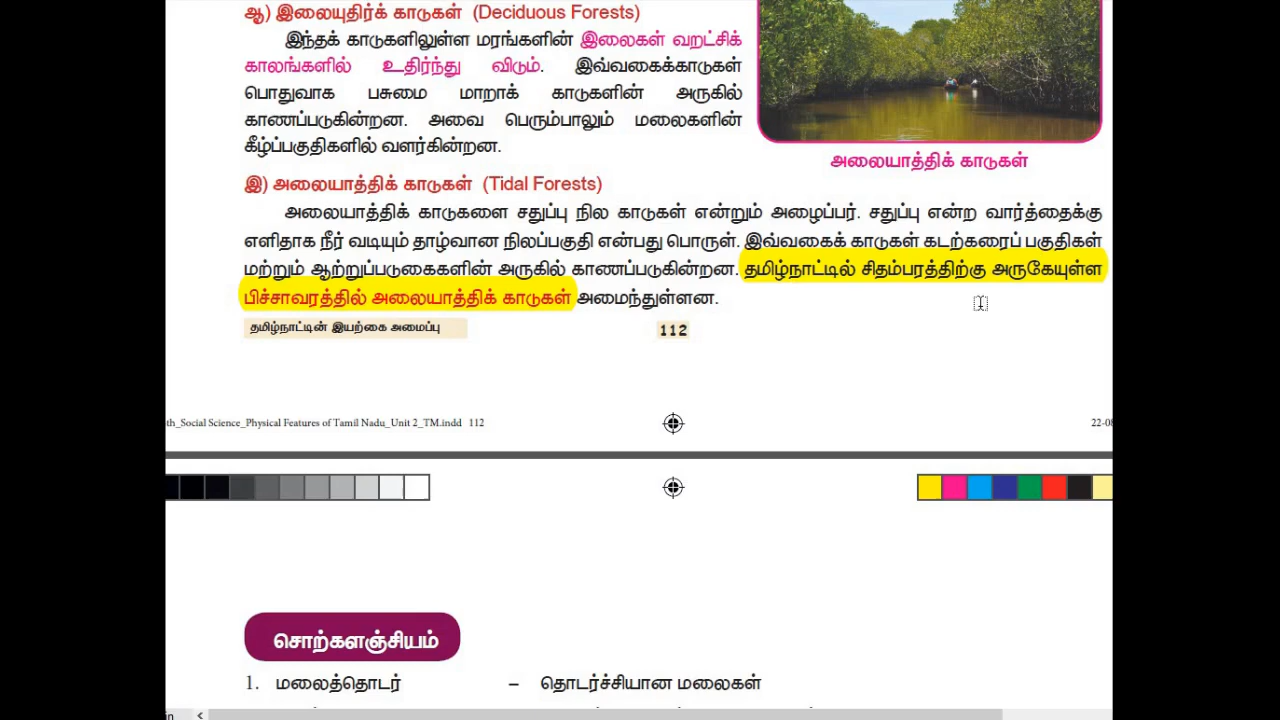 ஆ) இலையுதிர்க் காடுகள் (Deciduous Forests)
இந்தக் காடுகளிலுள்ள மரங்களின் இலைகள் வறட்சிக்
காலங்களில் உதிர்ந்து விடும். இவ்வகைக்காடுகள்
பொதுவாக பசுமை மாறாக் காடுகளின் அருகில்
காணப்படுகின்றன. அவை பெரும்பாலும் மலைகளின்
கீழ்ப்பகுதிகளில் வளர்கின்றன.
அலையாத்திக் காடுகள்
இ) அலையாத்திக் காடுகள் (Tidal Forests)
அலையாத்திக் காடுகளை சதுப்பு நில காடுகள் என்றும் அழைப்பர். சதுப்பு என்ற வார்த்தைக்கு
எளிதாக நீர் வடியும் தாழ்வான நிலப்பகுதி என்பது பொருள். இவ்வகைக் காடுகள் கடற்கரைப் பகுதிகள்
மற்றும் ஆற்றுப்படுகைகளின் அருகில் காணப்படுகின்றன. தமிழ்நாட்டில் சிதம்பரத்திற்கு அருகேயுள்ள
பிச்சாவரத்தில் அலையாத்திக் காடுகள் அமைந்துள்ளன.
தமிழ்நாட்டின் இயற்கை அமைப்பு 112
th_Social Science_Physical Features of Tamil Nadu_Unit 2_TM.indd 112 22-08
சொற்களஞ்சியம்
1. மலைத்தொடர் – தொடர்ச்சியான மலைகள்
in